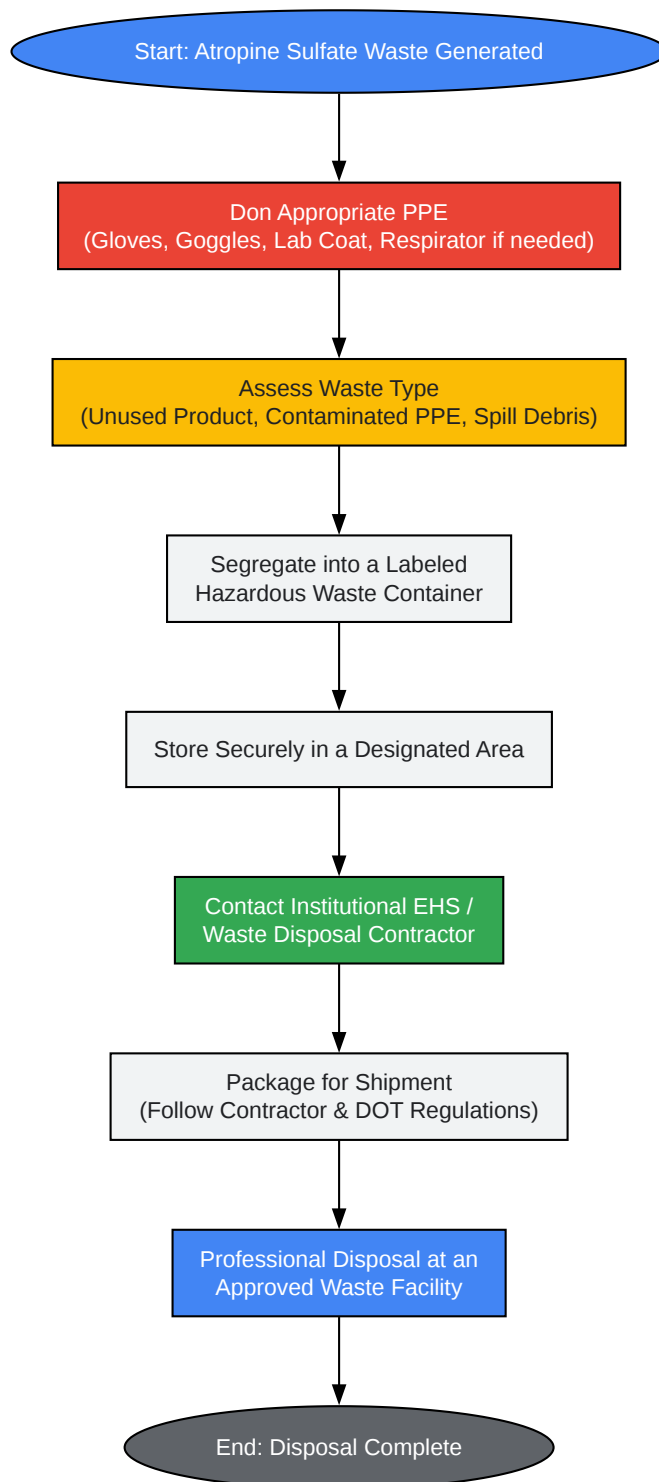 Start: Atropine Sulfate Waste Generated
Don Appropriate PPE
(Gloves, Goggles, Lab Coat, Respirator if needed)
Assess Waste Type
(Unused Product, Contaminated PPE, Spill Debris)
Segregate into a Labeled
Hazardous Waste Container
Store Securely in a Designated Area
Contact Institutional EHS /
Waste Disposal Contractor
Package for Shipment
(Follow Contractor & DOT Regulations)
Professional Disposal at an
Approved Waste Facility
End: Disposal Complete